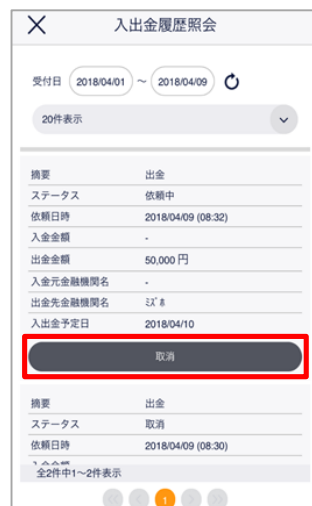 入出金履歴照会
受付日 2018/04/01 ～ 2018/04/09
20件表示
摘要 出金
ステータス 依頼中
依頼日時 2018/04/09 (08:32)
入金金額 -
出金金額 50,000 円
入金元金融機関名 -
出金先金融機関名 ﾐｽﾞﾎ
入出金予定日 2018/04/10
取消
摘要 出金
ステータス 取消
依頼日時 2018/04/09 (08:30)
全2件中1～2件表示
1